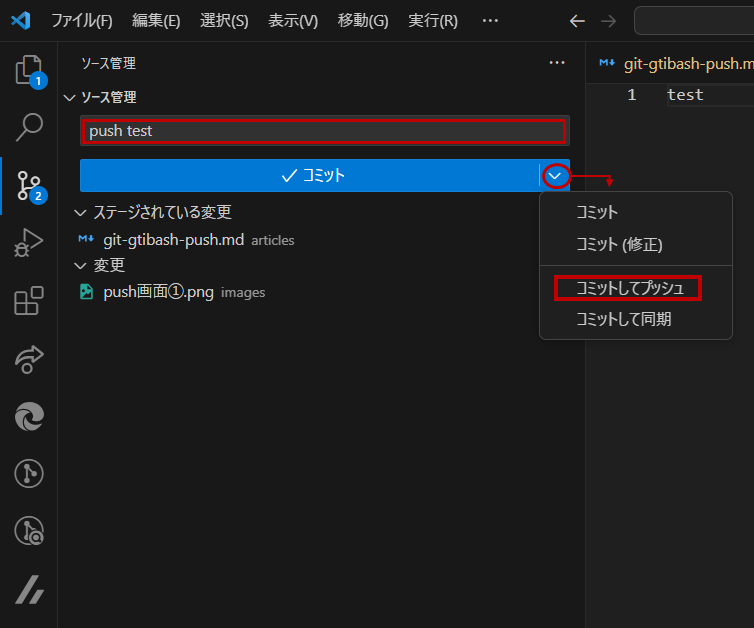 ファイル(F) 編集(E) 選択(S) 表示(V) 移動(G) 実行(R) ···
ソース管理 ···
ソース管理
push test
コミット
ステージされている変更
git-gtibash-push.md articles
変更
push画面①.png images
コミット
コミット (修正)
コミットしてプッシュ
コミットして同期
git-gtibash-push.m
1 test
1
2